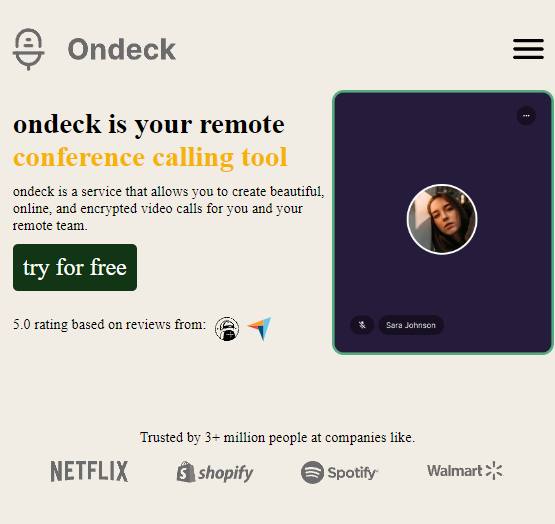 Ondeck
ondeck is your remote
conference calling tool
ondeck is a service that allows you to create beautiful,
online, and encrypted video calls for you and your
remote team.
try for free
5.0 rating based on reviews from:
Sara Johnson
Trusted by 3+ million people at companies like.
NETFLIX shopify Spotify Walmart